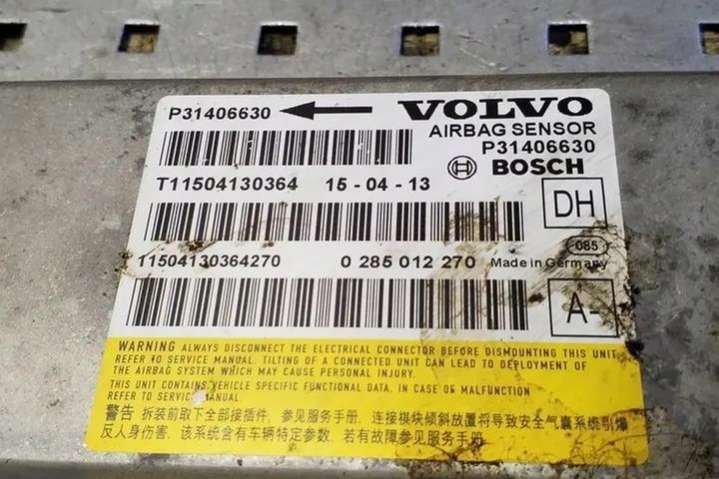 P31406630 VOLVO
AIRBAG SENSOR
P31406630
BOSCH
T11504130364 15-04-13
DH
085
11504130364270 0 285 012 270 Made in Germany
A-
WARNING ALWAYS DISCONNECT THE ELECTRICAL CONNECTOR BEFORE DISMOUNTING THIS UNIT.
REFER TO SERVICE MANUAL. TILTING OF A CONNECTED UNIT CAN LEAD TO DEPLOYMENT OF
THE AIRBAG SYSTEM WHICH MAY CAUSE PERSONAL INJURY.
THIS UNIT CONTAINS VEHICLE SPECIFIC FUNCTIONAL DATA. IN CASE OF MALFUNCTION
REFER TO SERVICE MANUAL.
警告 拆装前取下全部接插件，参见服务手册. 连接模块倾斜放置将导致安全气囊系统引爆
反人身伤害. 该系统含有车辆特定参数. 若有故障参见服务手册.